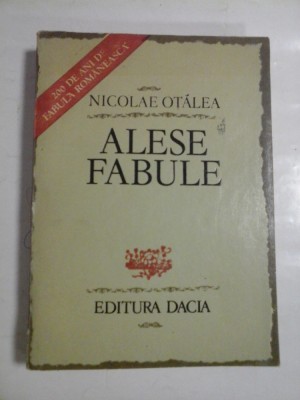 200 DE ANI DE
FABULĂ ROMÂNEASCĂ
NICOLAE OTĂLEA
ALESE
FABULE
EDITURA DACIA